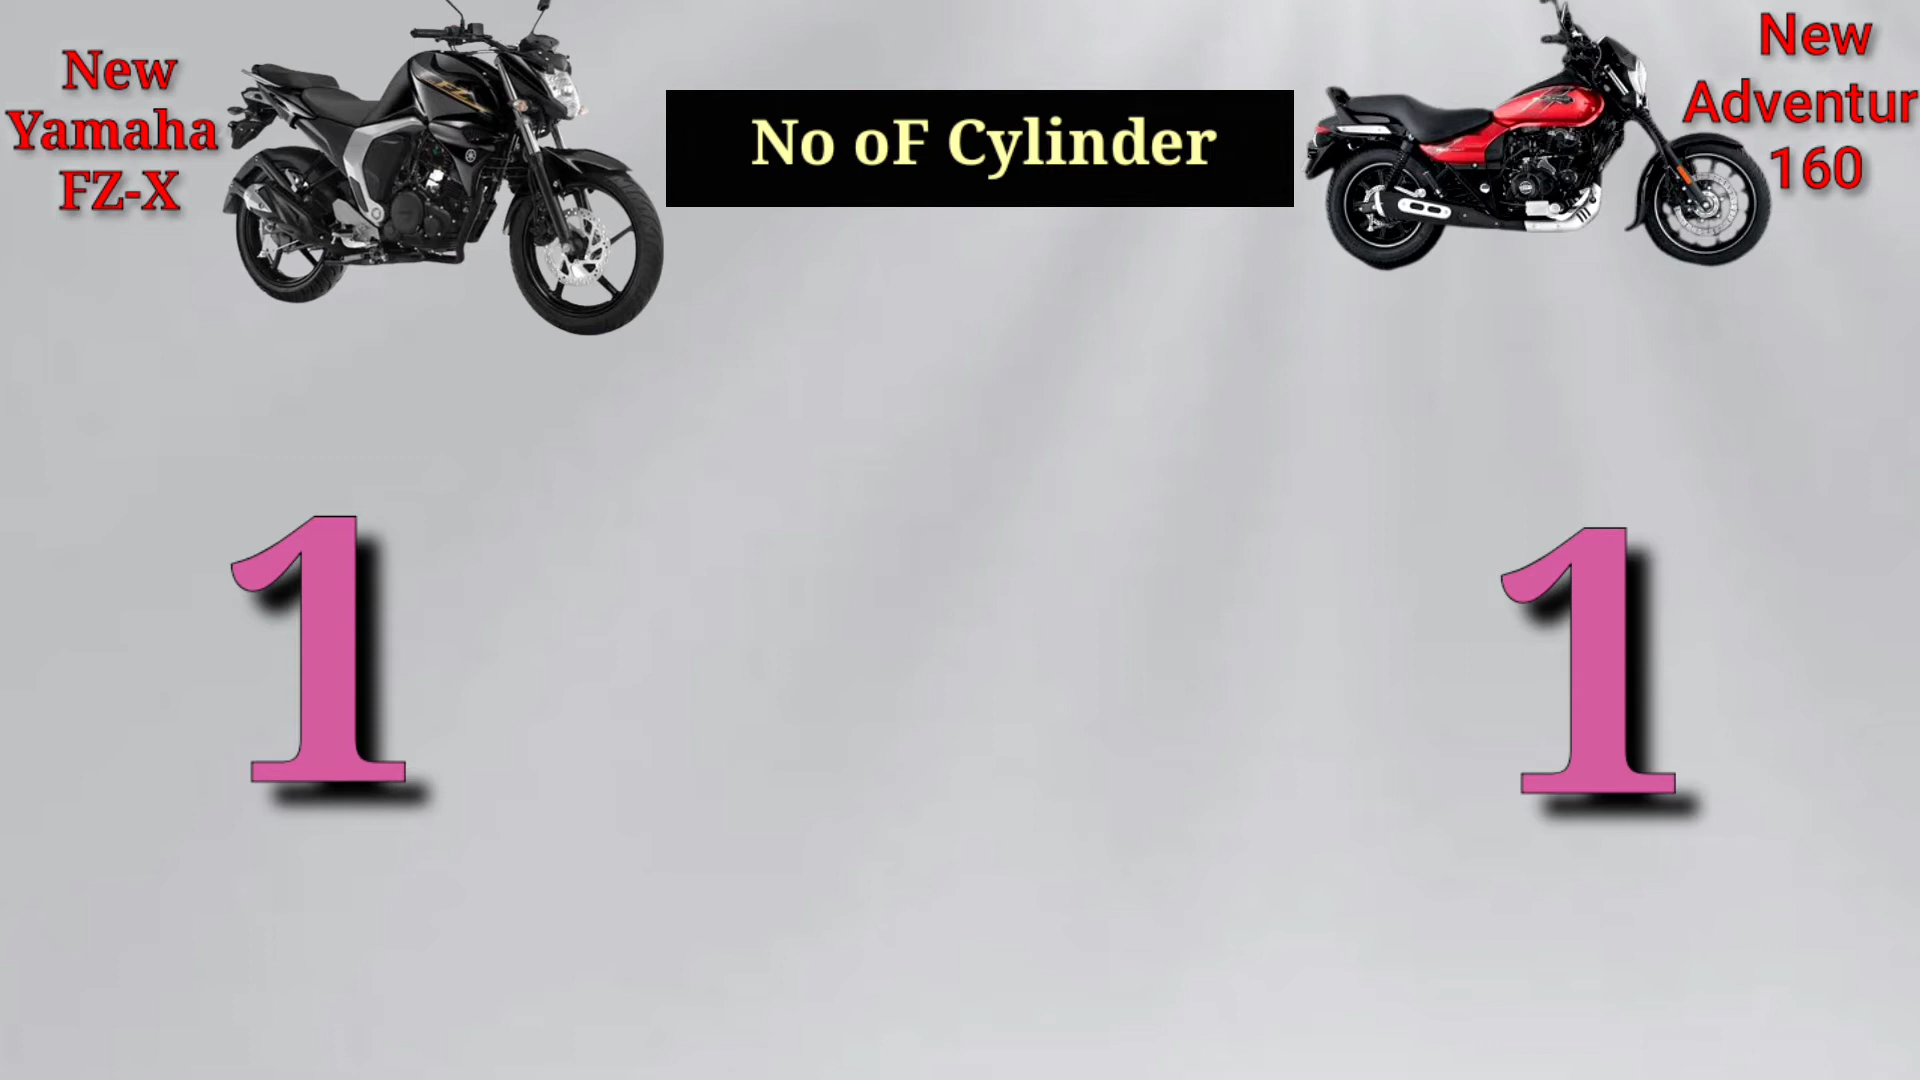 New
Yamaha
FZ-X
No oF Cylinder
New
Adventur
160
1
1